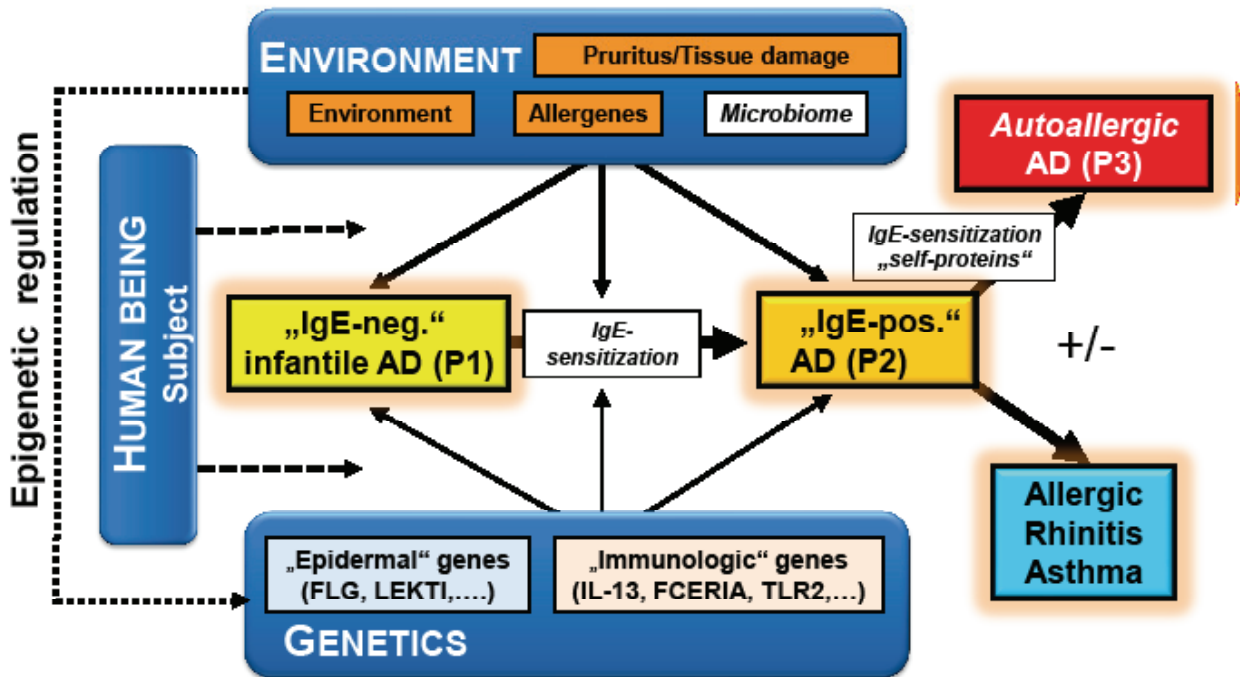 ENVIRONMENT
Pruritus/Tissue damage
Environment
Allergenes
Microbiome
Epigenetic regulation
HUMAN BEING
Subject
Autoallergic
AD (P3)
IgE-sensitization
„self-proteins“
„IgE-neg.“
infantile AD (P1)
IgE-
sensitization
„IgE-pos.“
AD (P2)
+/-
Allergic
Rhinitis
Asthma
„Epidermal“ genes
(FLG, LEKTI,....)
„Immunologic“ genes
(IL-13, FCERIA, TLR2,...)
GENETICS